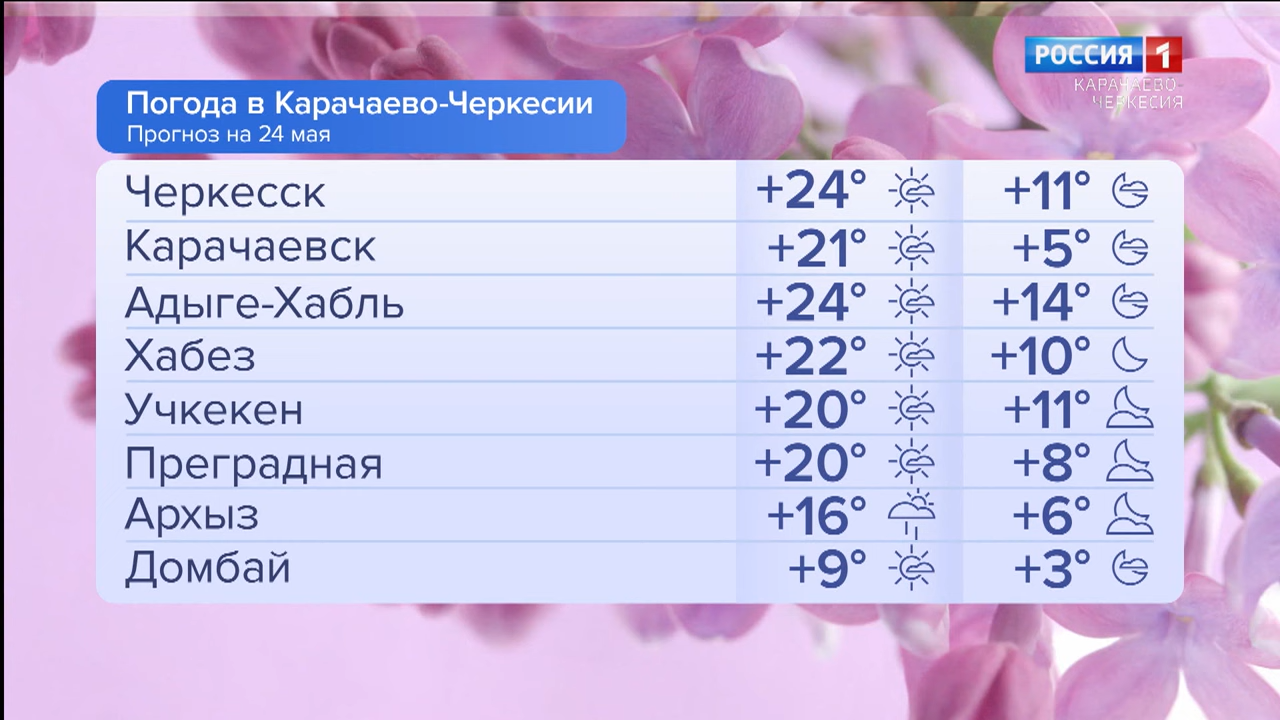 РОССИЯ 1
КАРАЧАЕВО-
ЧЕРКЕСИЯ
Погода в Карачаево-Черкесии
Прогноз на 24 мая
Черкесск +24° +11°
Карачаевск +21° +5°
Адыге-Хабль +24° +14°
Хабез +22° +10°
Учкекен +20° +11°
Преградная +20° +8°
Архыз +16° +6°
Домбай +9° +3°